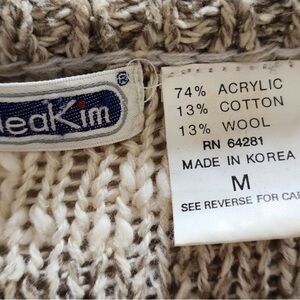 leaKim
®
74% ACRYLIC
13% COTTON
13% WOOL
RN 64281
MADE IN KOREA
M
SEE REVERSE FOR CAR